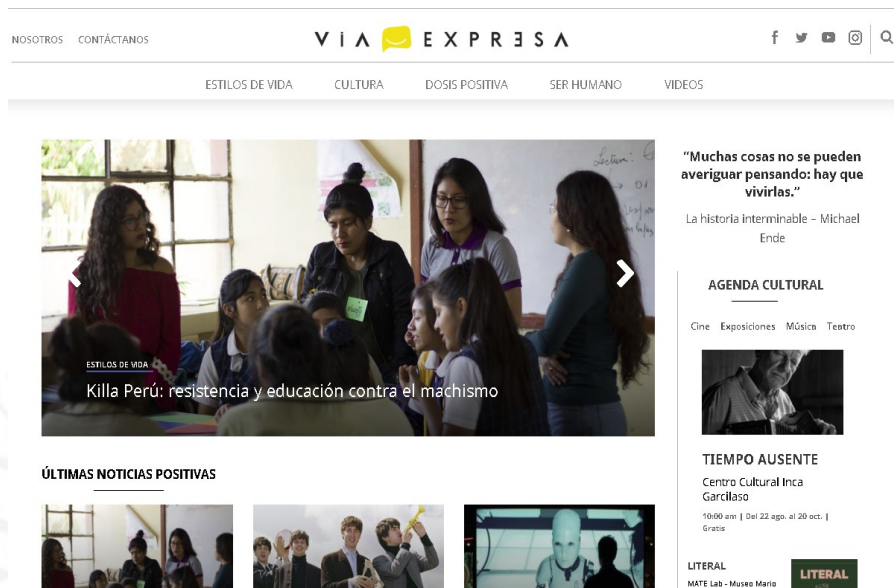 NOSOTROS CONTÁCTANOS
VíA EXPRESA
ESTILOS DE VIDA CULTURA DOSIS POSITIVA SER HUMANO VIDEOS
ESTILOS DE VIDA
Killa Perú: resistencia y educación contra el machismo
ÚLTIMAS NOTICIAS POSITIVAS
“Muchas cosas no se pueden
averiguar pensando: hay que
vivirlas.”
La historia interminable – Michael
Ende
AGENDA CULTURAL
Cine Exposiciones Música Teatro
TIEMPO AUSENTE
Centro Cultural Inca
Garcilaso
10:00 am | Del 22 ago. al 20 oct. |
Gratis
LITERAL
MATE Lab - Museo Mario
LITERAL